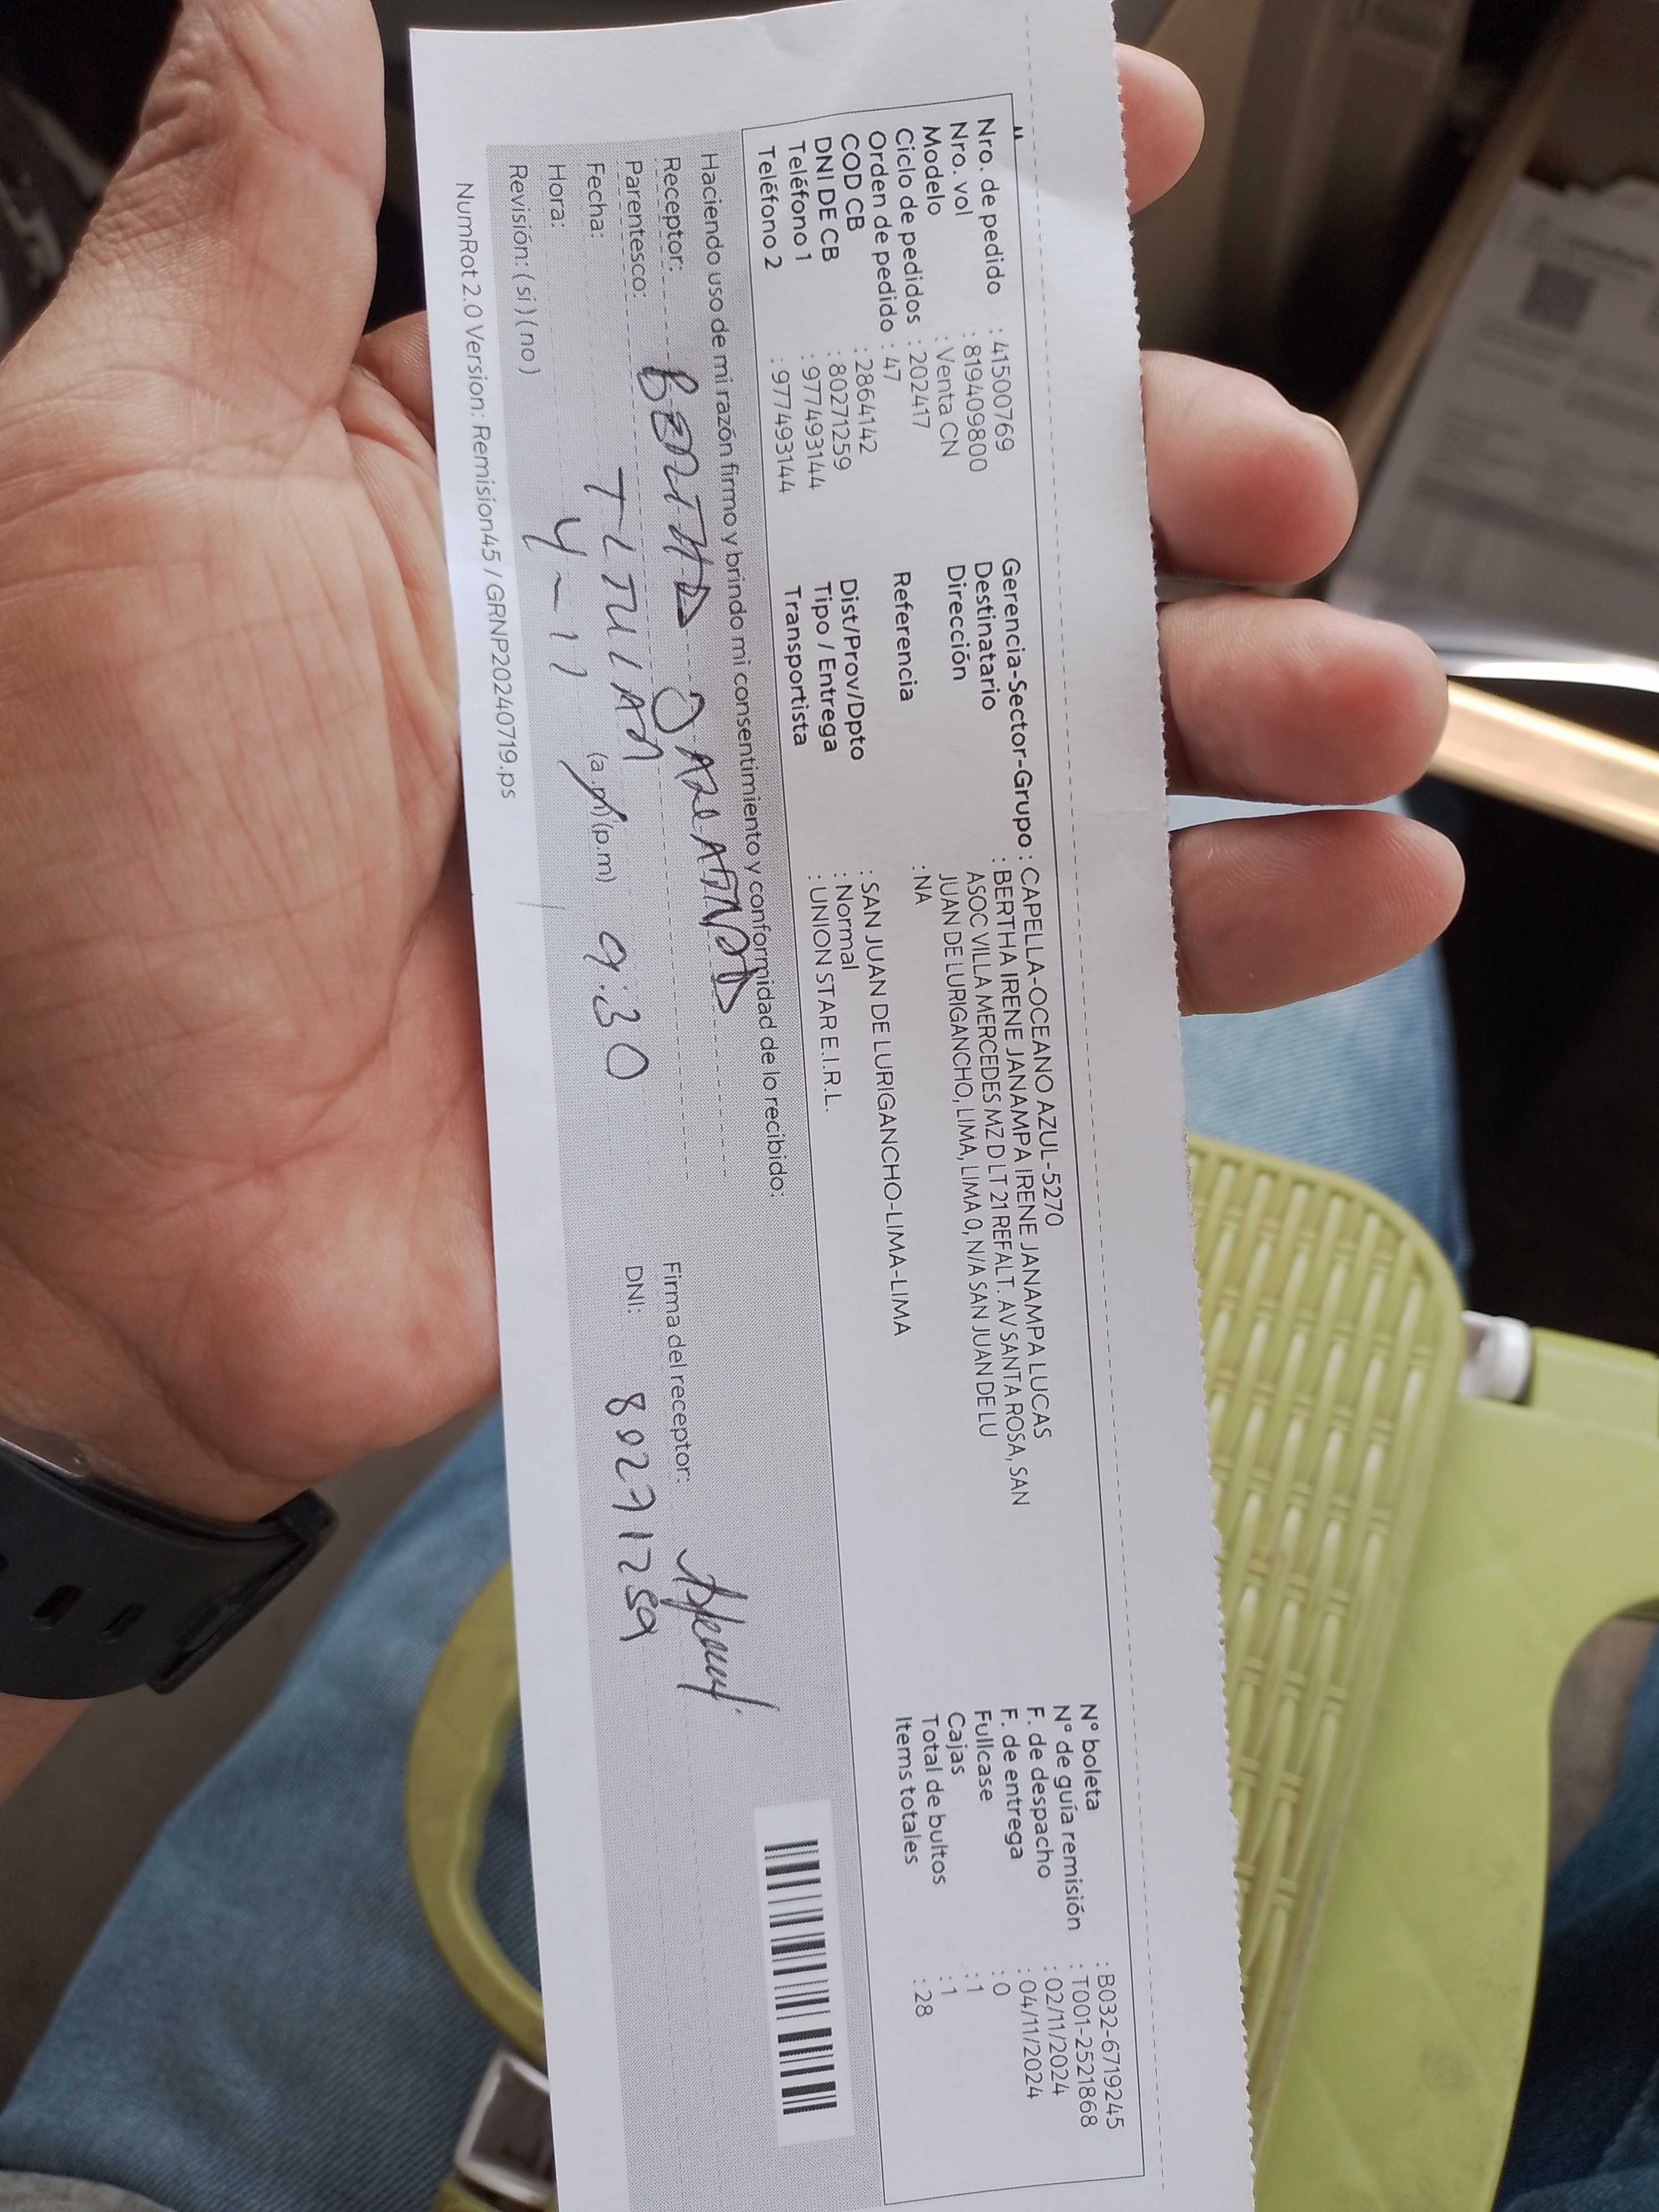 Nro. de pedido : 41500769
Nro. vol : 819409800
Modelo : Venta CN
Ciclo de pedidos : 202417
Orden de pedido : 47
COD CB : 2864142
DNI DE CB : 80271259
Teléfono 1 : 977493144
Teléfono 2 : 977493144
Gerencia-Sector-Grupo : CAPELLA-OCEANO AZUL-5270
Destinatario : BERTHA IRENE JANAMPA IRENE JANAMPA LUCAS
Dirección ASOC VILLA MERCEDES MZ D LT 21 REFALT. AV SANTA ROSA, SAN
JUAN DE LURIGANCHO, LIMA, LIMA 0, N/A SAN JUAN DE LU
Referencia : NA
Dist/Prov/Dpto : SAN JUAN DE LURIGANCHO-LIMA-LIMA
Tipo / Entrega : Normal
Transportista : UNION STAR E.I.R.L.
N° boleta : B032-6719245
N° de guía remisión : T001-2521868
F. de despacho : 02/11/2024
F. de entrega : 04/11/2024
Fullcase : 0
Cajas : 1
Total de bultos : 1
Items totales : 28
Haciendo uso de mi razón firmo y brindo mi consentimiento y conformidad de lo recibido:
Receptor:
Parentesco: TITULAR
Fecha: 4-11
Hora: (a.m) (p.m) 9:30
Revisión: ( si ) ( no )
Firma del receptor:
DNI: 80271259
NumRot 2.0 Version: Remision45 / GRNP20240719.ps